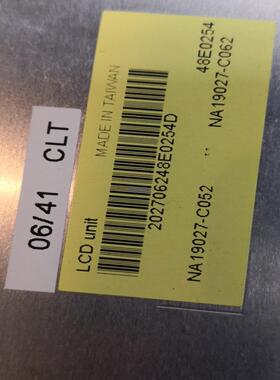 06/41 CLT
LCD unit
MADE IN TAIWAN
202706248E0254D
48E0254
NA19027-C052
NA19027-C062